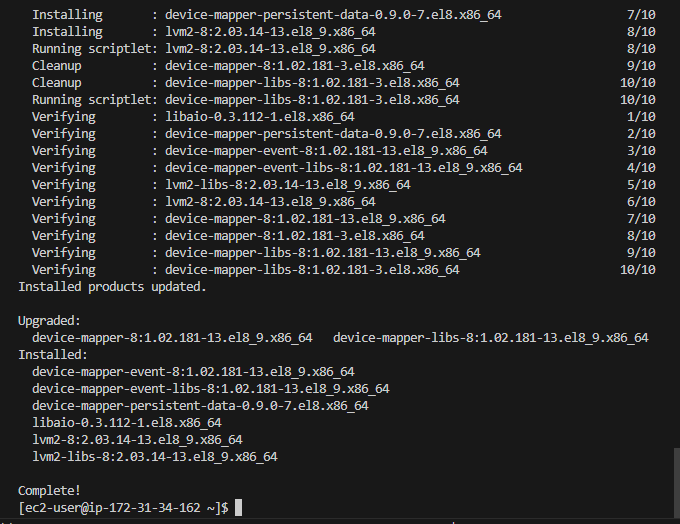 Installing : device-mapper-persistent-data-0.9.0-7.el8.x86_64 7/10
Installing : lvm2-8:2.03.14-13.el8_9.x86_64 8/10
Running scriptlet: lvm2-8:2.03.14-13.el8_9.x86_64 8/10
Cleanup : device-mapper-8:1.02.181-3.el8.x86_64 9/10
Cleanup : device-mapper-libs-8:1.02.181-3.el8.x86_64 10/10
Running scriptlet: device-mapper-libs-8:1.02.181-3.el8.x86_64 10/10
Verifying : libaio-0.3.112-1.el8.x86_64 1/10
Verifying : device-mapper-persistent-data-0.9.0-7.el8.x86_64 2/10
Verifying : device-mapper-event-8:1.02.181-13.el8_9.x86_64 3/10
Verifying : device-mapper-event-libs-8:1.02.181-13.el8_9.x86_64 4/10
Verifying : lvm2-libs-8:2.03.14-13.el8_9.x86_64 5/10
Verifying : lvm2-8:2.03.14-13.el8_9.x86_64 6/10
Verifying : device-mapper-8:1.02.181-13.el8_9.x86_64 7/10
Verifying : device-mapper-8:1.02.181-3.el8.x86_64 8/10
Verifying : device-mapper-libs-8:1.02.181-13.el8_9.x86_64 9/10
Verifying : device-mapper-libs-8:1.02.181-3.el8.x86_64 10/10
Installed products updated.
Upgraded:
device-mapper-8:1.02.181-13.el8_9.x86_64 device-mapper-libs-8:1.02.181-13.el8_9.x86_64
Installed:
device-mapper-event-8:1.02.181-13.el8_9.x86_64
device-mapper-event-libs-8:1.02.181-13.el8_9.x86_64
device-mapper-persistent-data-0.9.0-7.el8.x86_64
libaio-0.3.112-1.el8.x86_64
lvm2-8:2.03.14-13.el8_9.x86_64
lvm2-libs-8:2.03.14-13.el8_9.x86_64
Complete!
[ec2-user@ip-172-31-34-162 ~]$